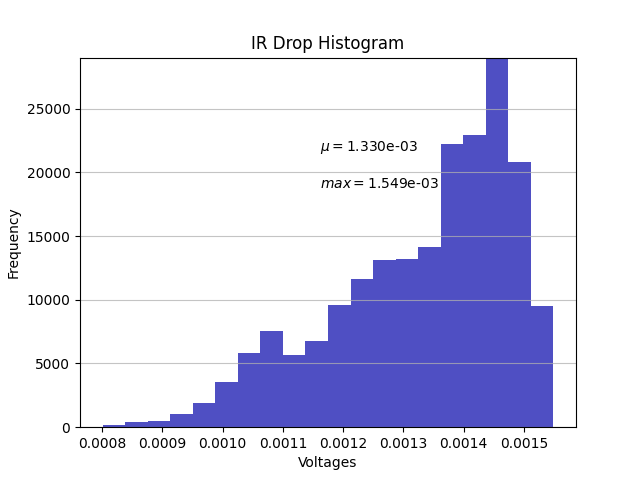 IR Drop Histogram
Frequency
25000
20000
15000
10000
5000
0
μ = 1.330e-03
max = 1.549e-03
0.0008 0.0009 0.0010 0.0011 0.0012 0.0013 0.0014 0.0015
Voltages